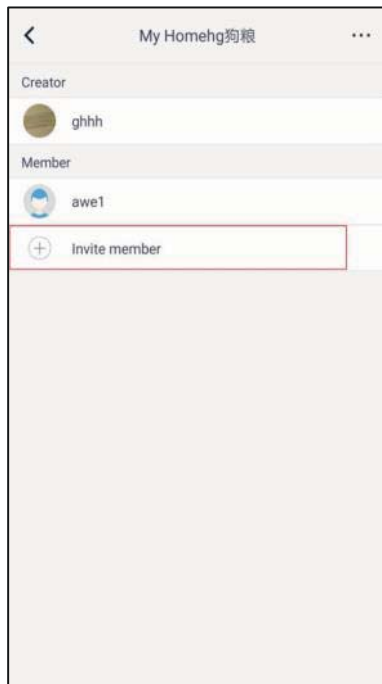 My Homehg狗粮
Creator
ghhh
Member
awe1
Invite member